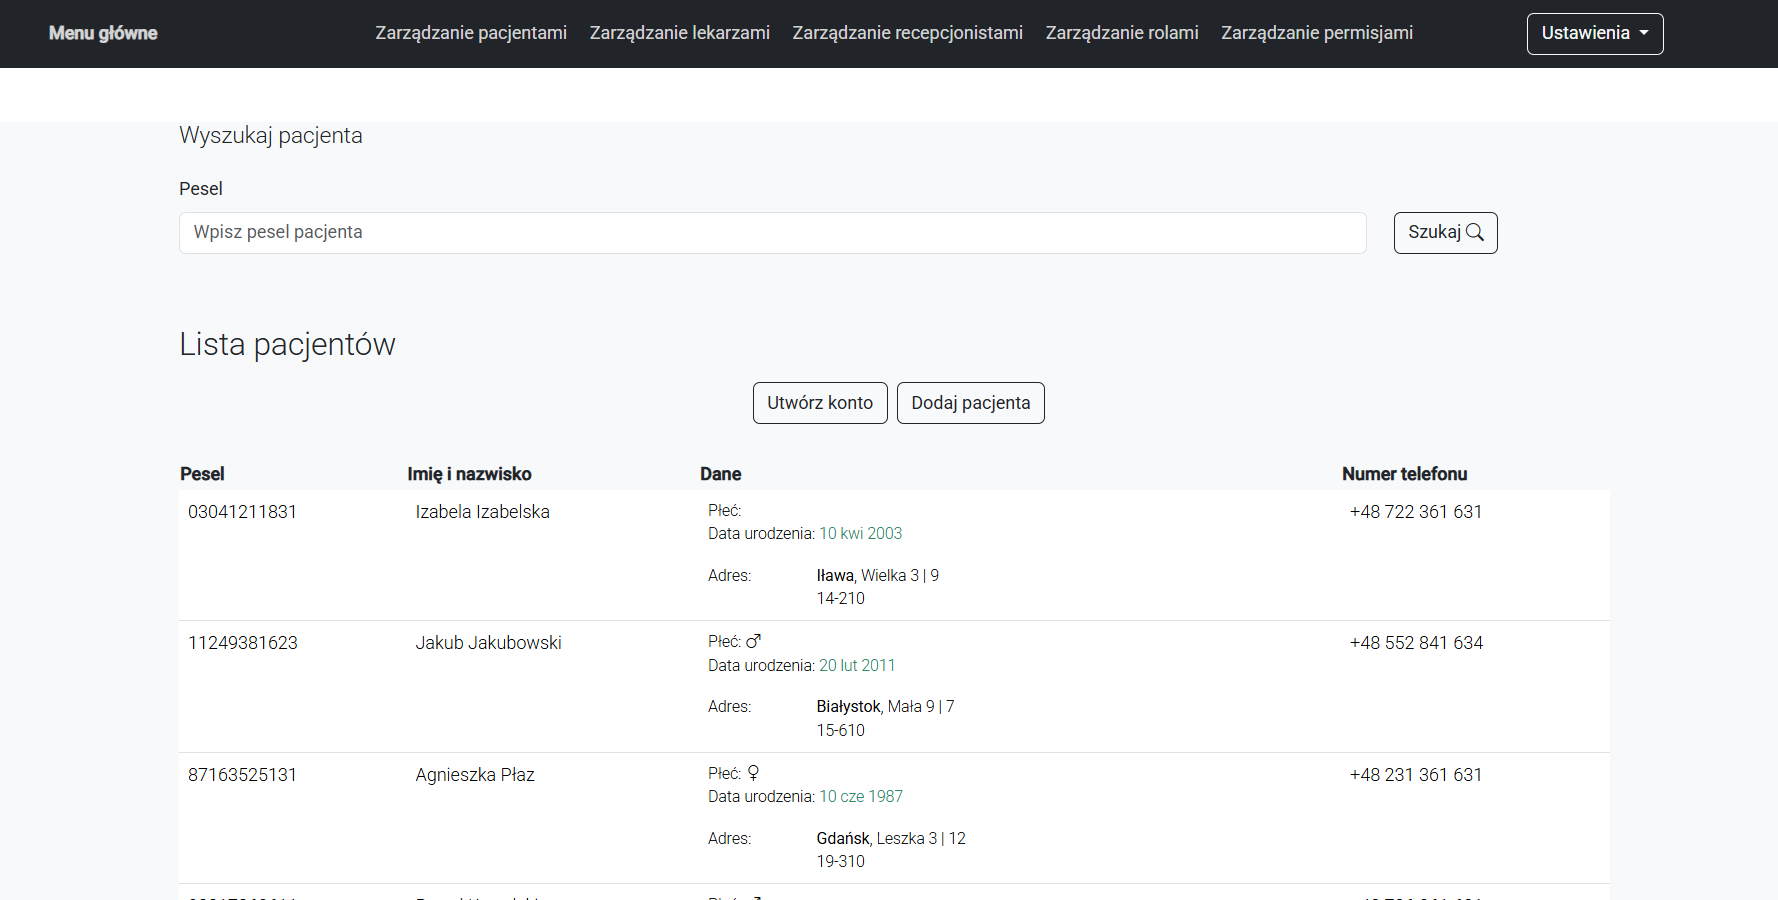 Menu główne
Zarządzanie pacjentami
Zarządzanie lekarzami
Zarządzanie recepcjonistami
Zarządzanie rolami
Zarządzanie permisjami
Ustawienia
Wyszukaj pacjenta
Pesel
Wpisz pesel pacjenta
Szukaj
Lista pacjentów
Utwórz konto
Dodaj pacjenta
Pesel Imię i nazwisko Dane Numer telefonu
03041211831 Izabela Izabelska Płeć: +48 722 361 631
Data urodzenia: 10 kwi 2003
Adres: Iława, Wielka 3 | 9
14-210
11249381623 Jakub Jakubowski Płeć: ♂ +48 552 841 634
Data urodzenia: 20 lut 2011
Adres: Białystok, Mała 9 | 7
15-610
87163525131 Agnieszka Płaz Płeć: ♀ +48 231 361 631
Data urodzenia: 10 cze 1987
Adres: Gdańsk, Leszka 3 | 12
19-310